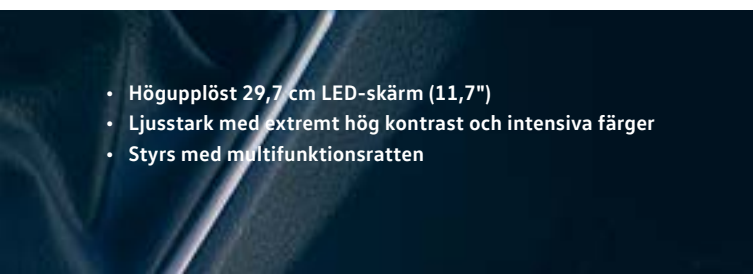 • Högupplöst 29,7 cm LED-skärm (11,7")
• Ljusstark med extremt hög kontrast och intensiva färger
• Styrs med multifunktionsratten